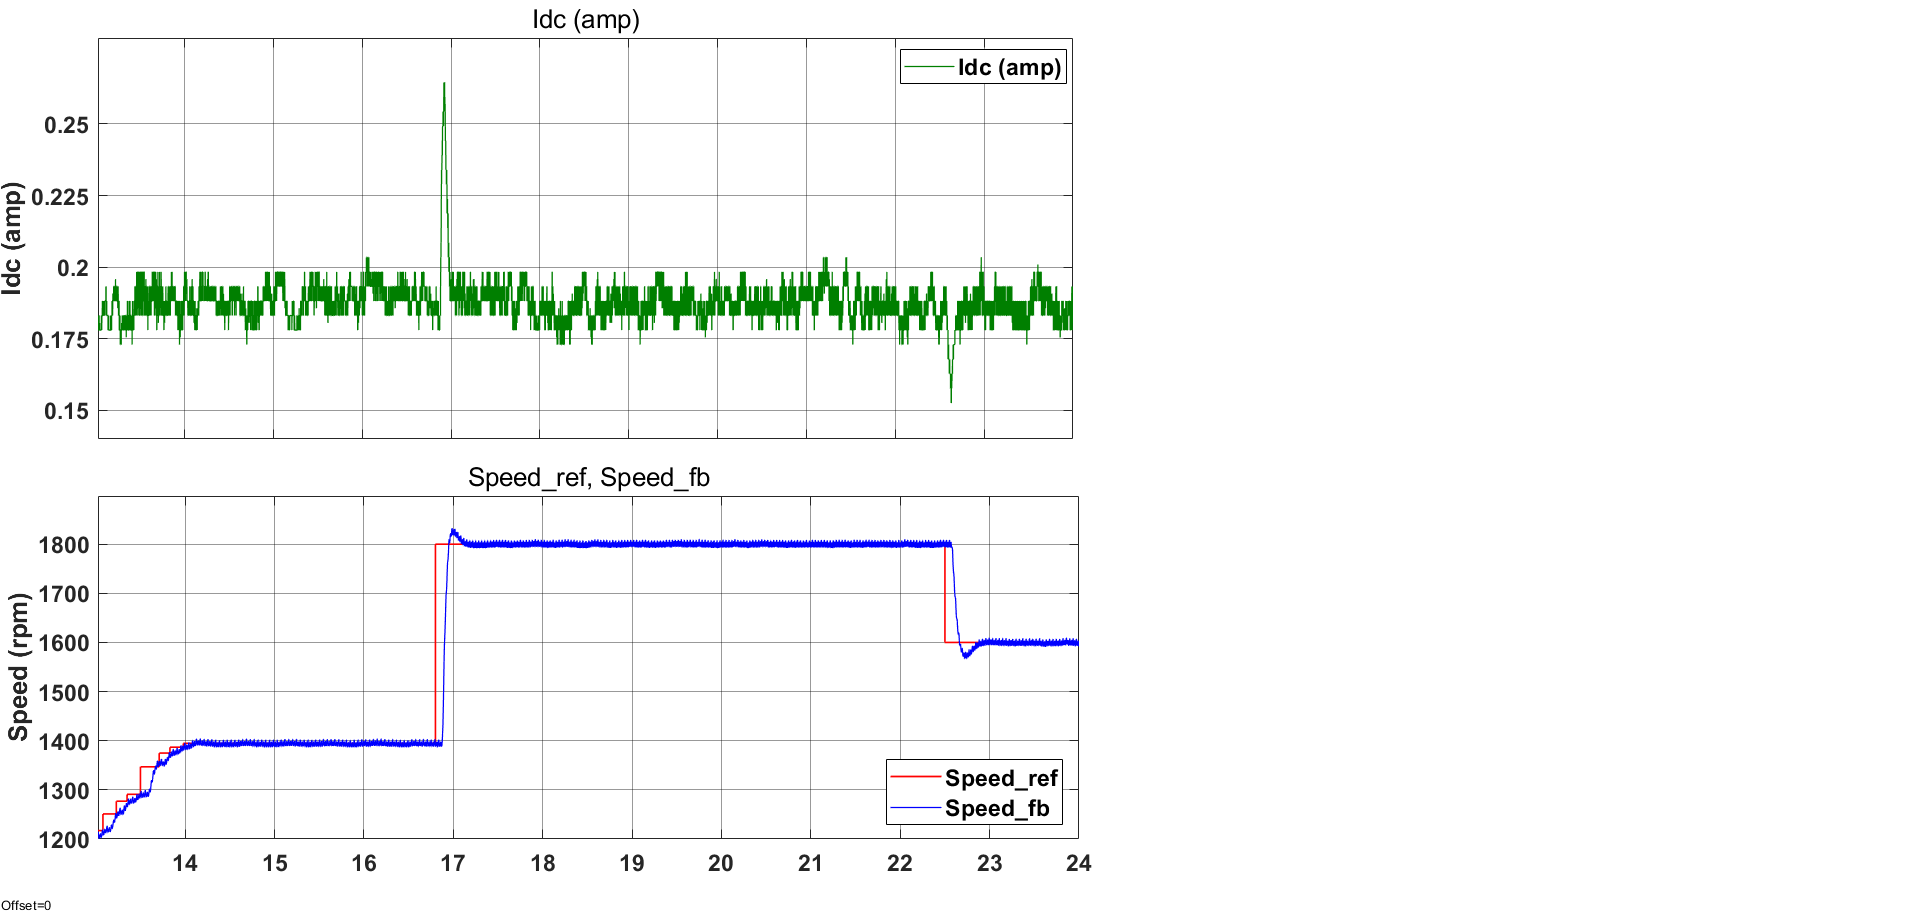 Idc (amp)
Idc (amp)
0.25
0.225
0.2
0.175
0.15
Idc (amp)
Speed_ref, Speed_fb
1800
1700
1600
1500
1400
1300
1200
Speed (rpm)
Speed_ref
Speed_fb
14 15 16 17 18 19 20 21 22 23 24
Offset=0